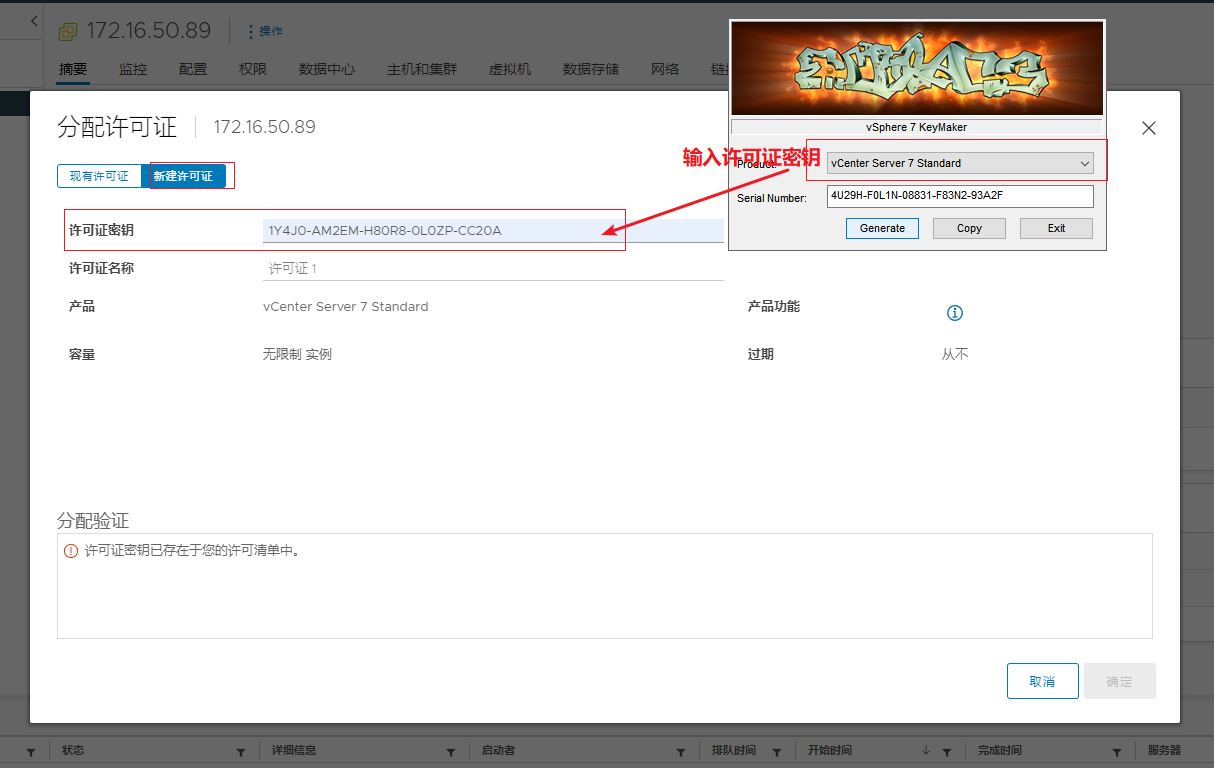 172.16.50.89
操作
摘要 监控 配置 权限 数据中心 主机和集群 虚拟机 数据存储 网络
vSphere 7 KeyMaker
分配许可证 172.16.50.89
输入许可证密钥
Product: vCenter Server 7 Standard
现有许可证 新建许可证
Serial Number: 4U29H-F0L1N-08831-F83N2-93A2F
Generate Copy Exit
许可证密钥 1Y4J0-AM2EM-H80R8-0L0ZP-CC20A
许可证名称 许可证 1
产品 vCenter Server 7 Standard 产品功能
容量 无限制 实例 过期 从不
分配验证
许可证密钥已存在于您的许可清单中。
取消 确定
状态 详细信息 启动者 排队时间 开始时间 完成时间 服务器